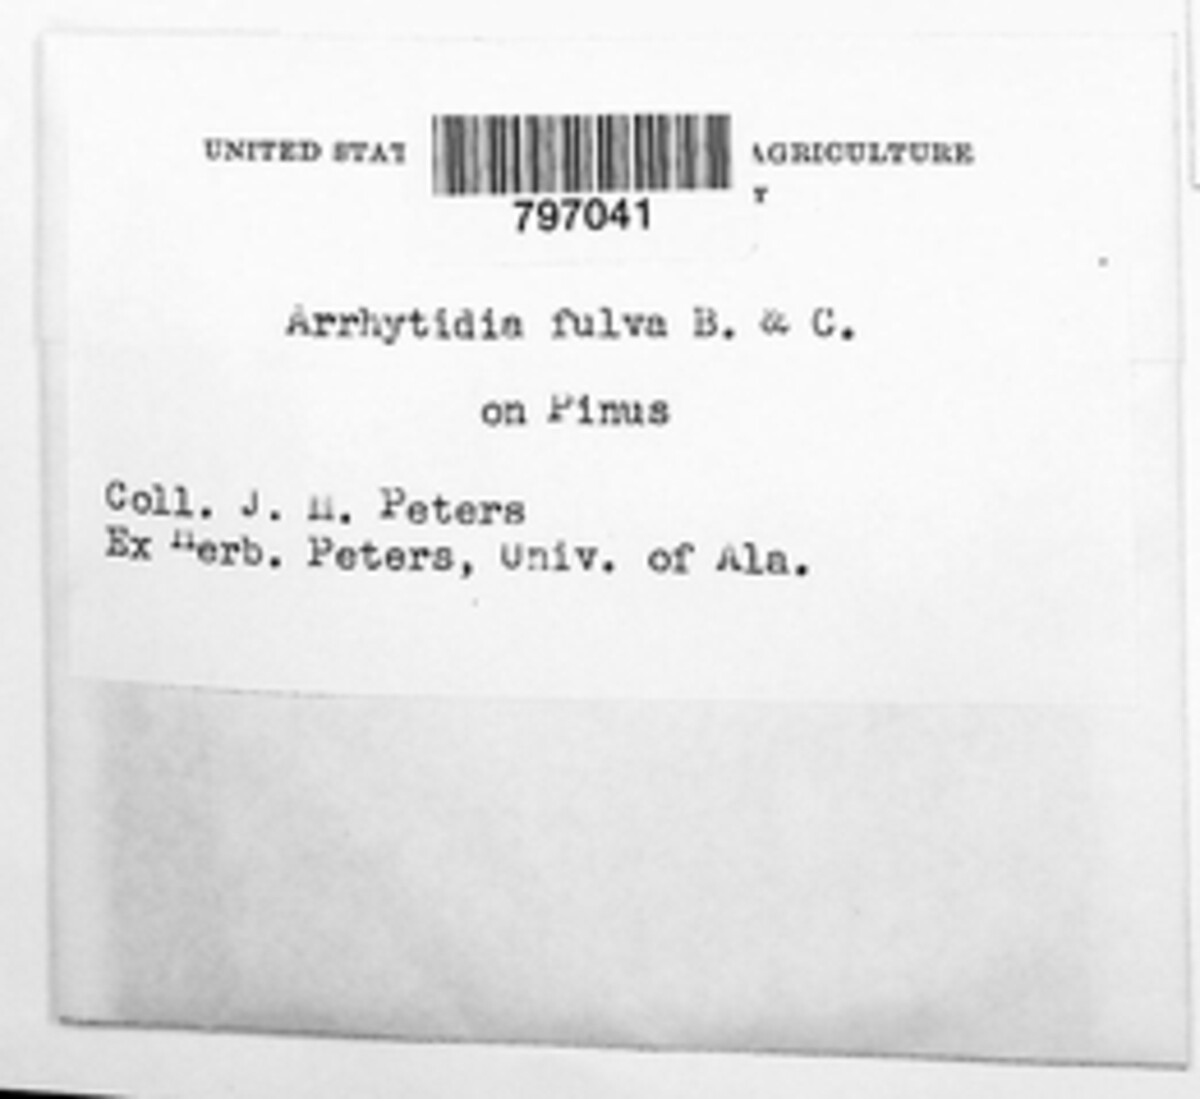 UNITED STAT AGRICULTURE
Y
797041
Arrhytidia fulva B. & C.
on Pinus
Coll. J. M. Peters
Ex Herb. Peters, Univ. of Ala.